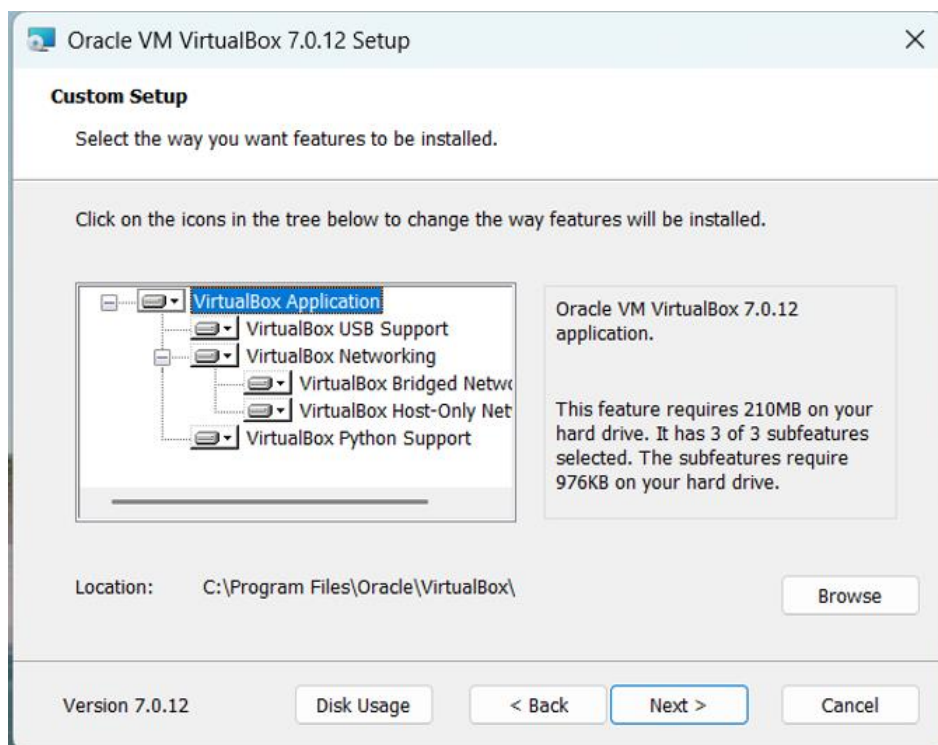 Oracle VM VirtualBox 7.0.12 Setup
Custom Setup
Select the way you want features to be installed.
Click on the icons in the tree below to change the way features will be installed.
VirtualBox Application
VirtualBox USB Support
VirtualBox Networking
VirtualBox Bridged Netwo
VirtualBox Host-Only Net
VirtualBox Python Support
Oracle VM VirtualBox 7.0.12
application.
This feature requires 210MB on your
hard drive. It has 3 of 3 subfeatures
selected. The subfeatures require
976KB on your hard drive.
Location: C:\Program Files\Oracle\VirtualBox\
Browse
Version 7.0.12 Disk Usage < Back Next > Cancel